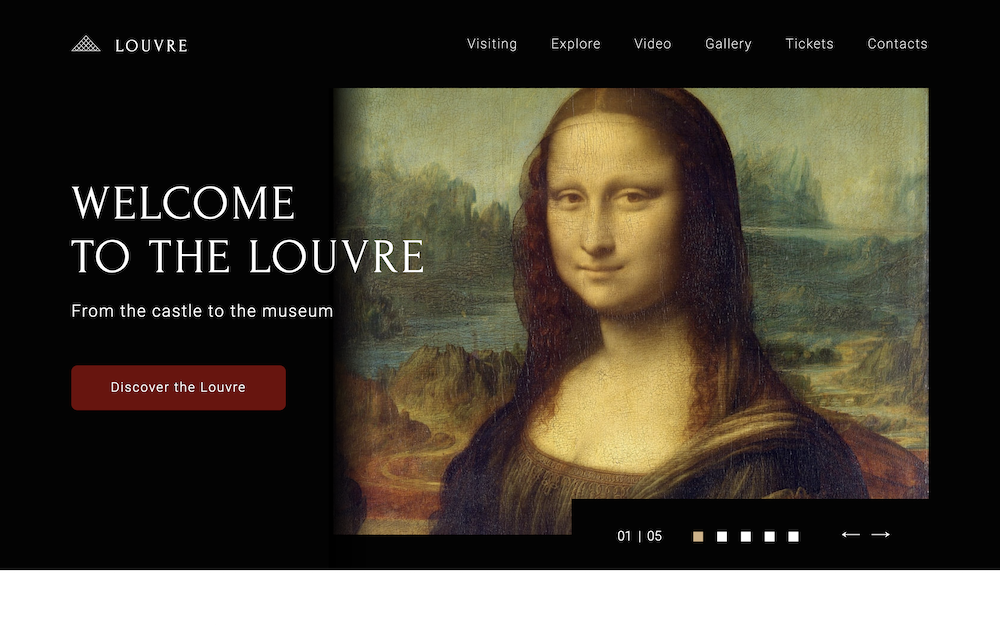 LOUVRE
Visiting Explore Video Gallery Tickets Contacts
WELCOME
TO THE LOUVRE
From the castle to the museum
Discover the Louvre
01 | 05